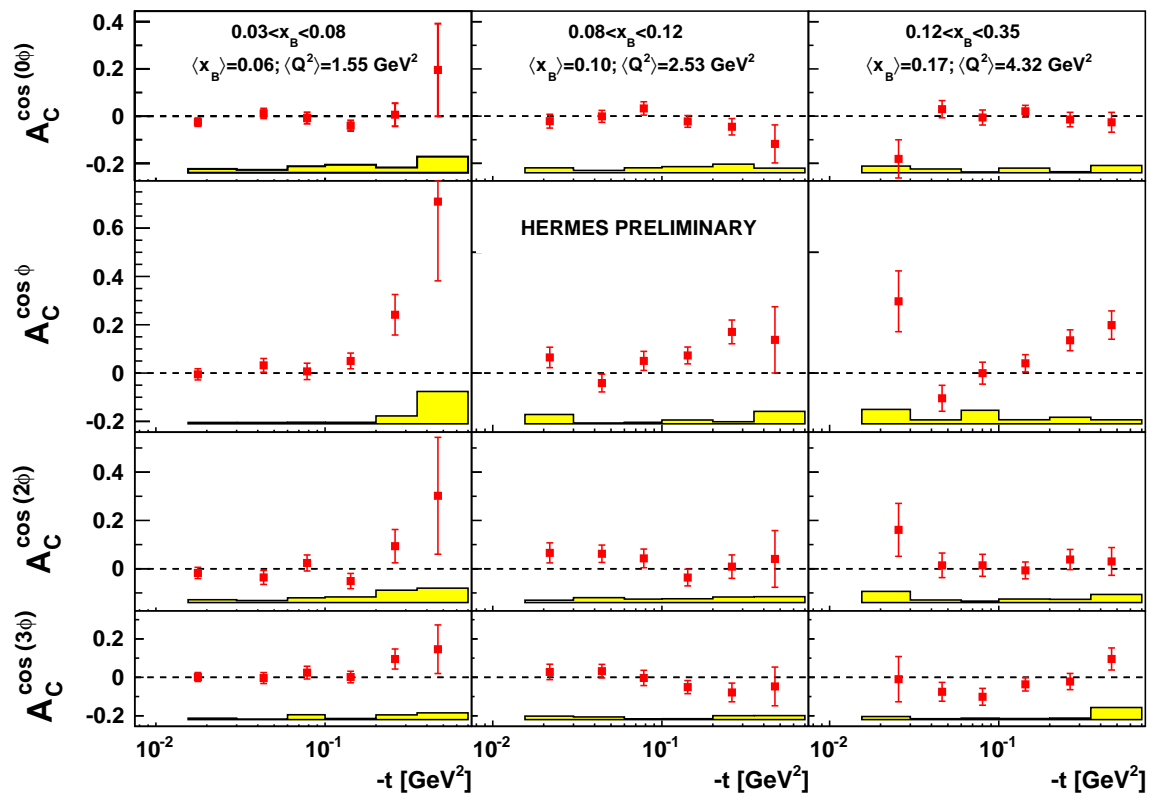 0.03<x_B<0.08
⟨x_B⟩=0.06; ⟨Q²⟩=1.55 GeV²
0.08<x_B<0.12
⟨x_B⟩=0.10; ⟨Q²⟩=2.53 GeV²
0.12<x_B<0.35
⟨x_B⟩=0.17; ⟨Q²⟩=4.32 GeV²
A_C^cos (0ϕ)
0.4
0.2
0
-0.2
HERMES PRELIMINARY
A_C^cos ϕ
0.6
0.4
0.2
0
-0.2
A_C^cos (2ϕ)
0.4
0.2
0
A_C^cos (3ϕ)
0.2
0
-0.2
10⁻² 10⁻¹ 10⁻² 10⁻¹ 10⁻² 10⁻¹
-t [GeV²] -t [GeV²] -t [GeV²]